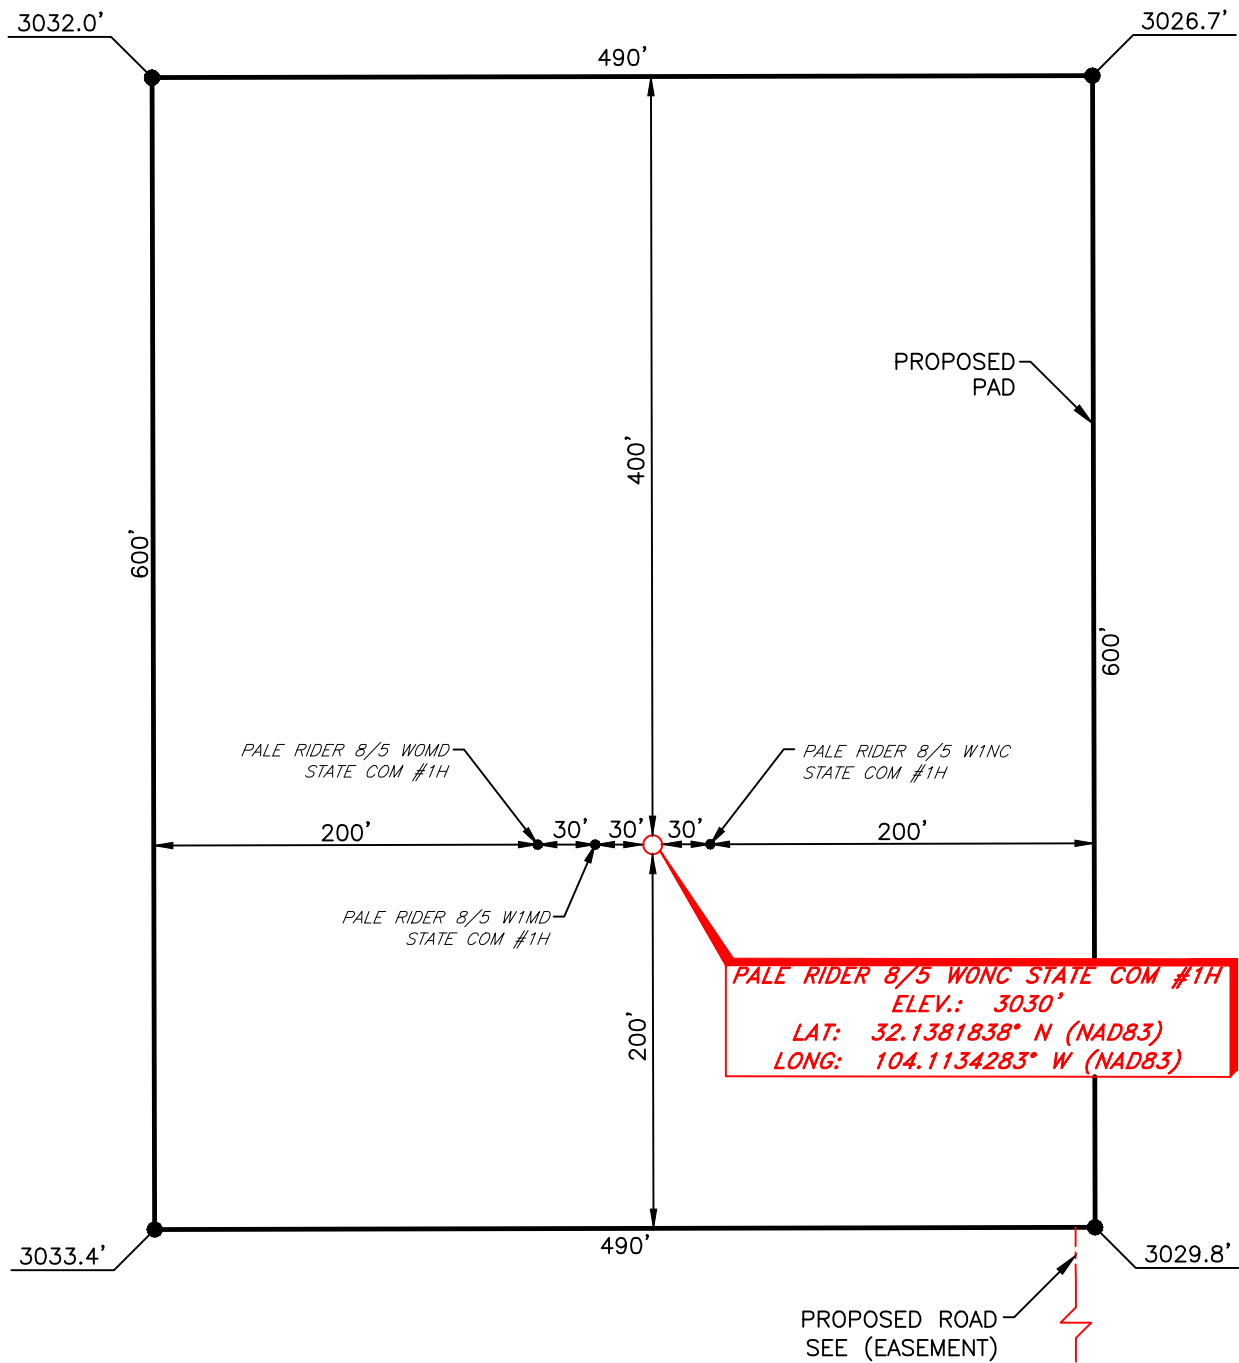 3032.0'
3026.7'
490'
PROPOSED
PAD
400'
600'
600'
PALE RIDER 8/5 W0MD
STATE COM #1H
PALE RIDER 8/5 W1NC
STATE COM #1H
200'
30'
30'
30'
200'
PALE RIDER 8/5 W1MD
STATE COM #1H
PALE RIDER 8/5 W0NC STATE COM #1H
ELEV.: 3030'
LAT: 32.1381838° N (NAD83)
LONG: 104.1134283° W (NAD83)
200'
3033.4'
490'
3029.8'
PROPOSED ROAD
SEE (EASEMENT)